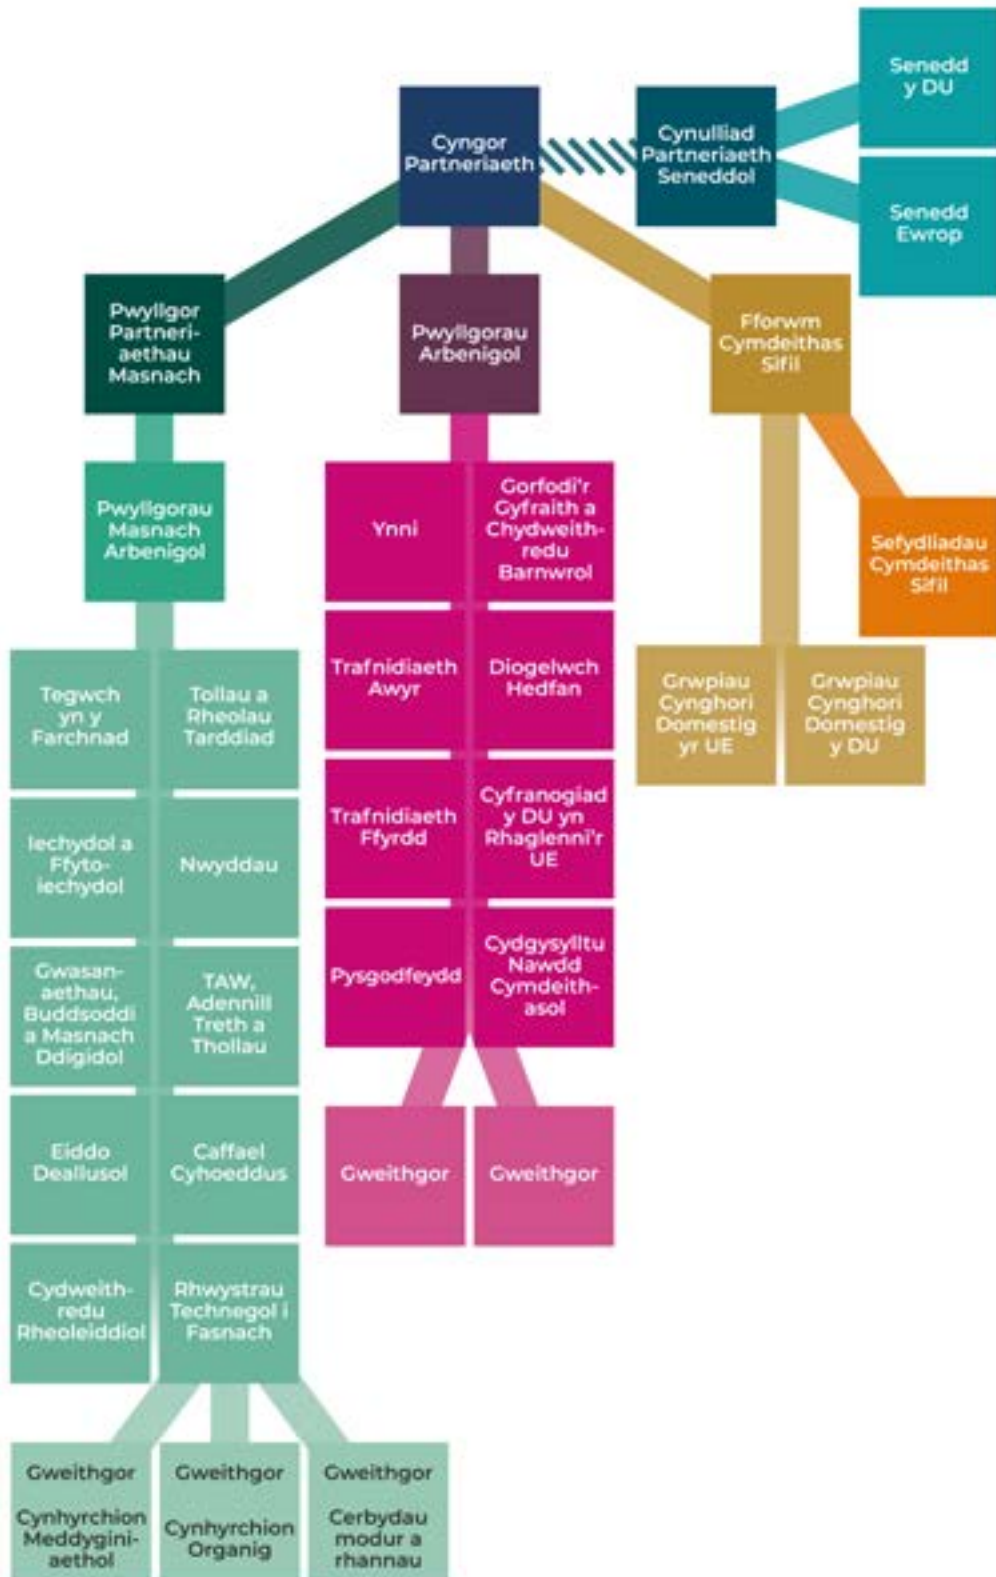 Senedd
y DU
Cyngor
Partneriaeth
Cynulliad
Partneriaeth
Seneddol
Senedd
Ewrop
Pwyllgor
Partneri-
aethau
Masnach
Pwyllgorau
Arbenigol
Fforwm
Cymdeithas
Sifil
Pwyllgorau
Masnach
Arbenigol
Ynni
Gorfodi'r
Gyfraith a
Chydweith-
redu
Barnwrol
Sefydliadau
Cymdeithas
Sifil
Trafnidiaeth
Awyr
Diogelwch
Hedfan
Grwpiau
Cynghori
Domestig
yr UE
Grwpiau
Cynghori
Domestig
y DU
Tegwch
yn y
Farchnad
Tollau a
Rheolau
Tarddiad
Trafnidiaeth
Ffyrdd
Cyfranogiad
y DU yn
Rhaglenni'r
UE
Iechydol a
Ffyto-
iechydol
Nwyddau
Pysgodfeydd
Cydgysylltu
Nawdd
Cymdeith-
asol
Gwasan-
aethau,
Buddsoddi
a Masnach
Ddigidol
TAW,
Adennill
Treth a
Thollau
Eiddo
Deallusol
Caffael
Cyhoeddus
Gweithgor
Gweithgor
Cydweith-
redu
Rheoleiddiol
Rhwystrau
Technegol i
Fasnach
Gweithgor
Cynhyrchion
Meddygini-
aethol
Gweithgor
Cynhyrchion
Organig
Gweithgor
Cerbydau
modur a
rhannau